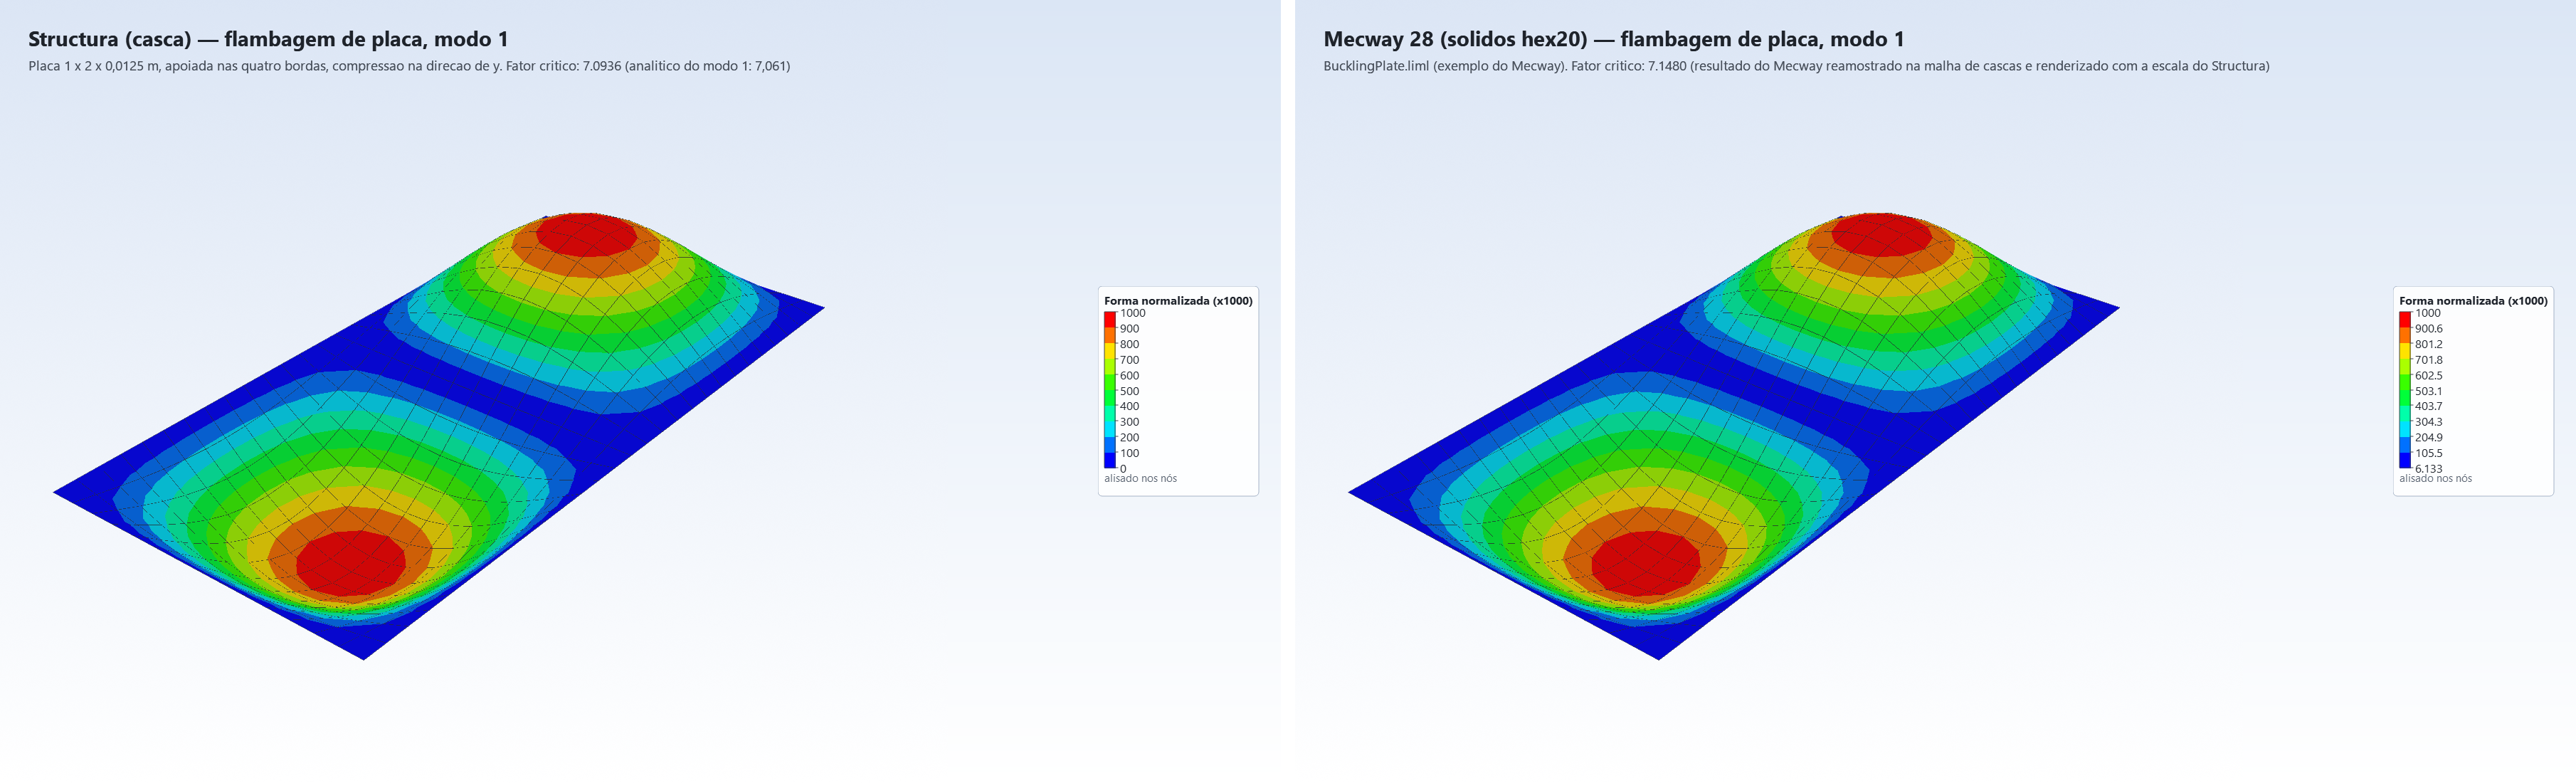 Structura (casca) — flambagem de placa, modo 1
Placa 1 x 2 x 0,0125 m, apoiada nas quatro bordas, compressao na direcao de y. Fator critico: 7.0936 (analitico do modo 1: 7,061)
Forma normalizada (x1000)
1000
900
800
700
600
500
400
300
200
100
0
alisado nos nós
Mecway 28 (solidos hex20) — flambagem de placa, modo 1
BucklingPlate.liml (exemplo do Mecway). Fator critico: 7.1480 (resultado do Mecway reamostrado na malha de cascas e renderizado com a escala do Structura)
Forma normalizada (x1000)
1000
900.6
801.2
701.8
602.5
503.1
403.7
304.3
204.9
105.5
6.133
alisado nos nós